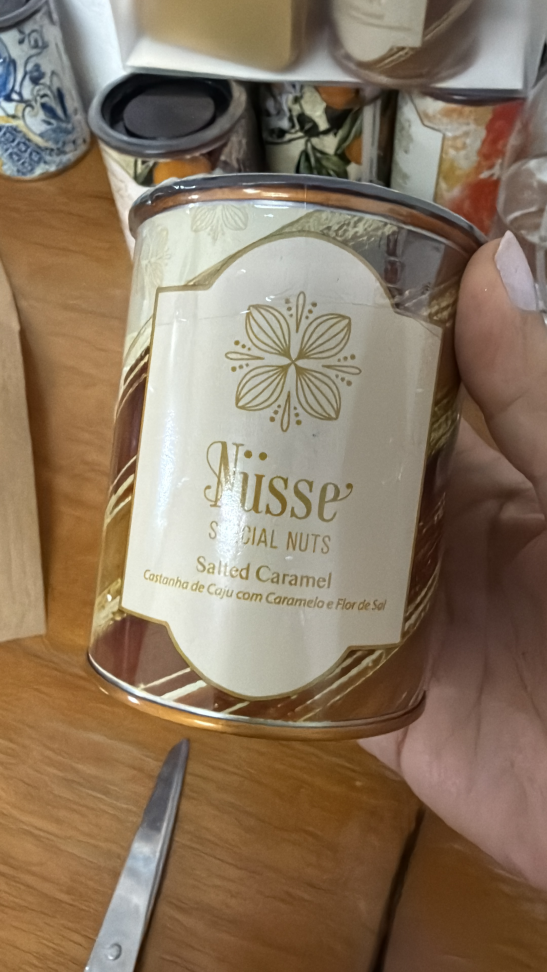 Nüsse
SPECIAL NUTS
Salted Caramel
Castanha de Caju com Caramelo e Flor de Sal